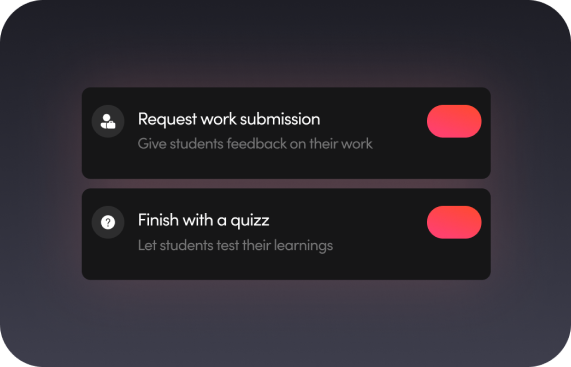 Request work submission
Give students feedback on their work
Finish with a quizz
Let students test their learnings